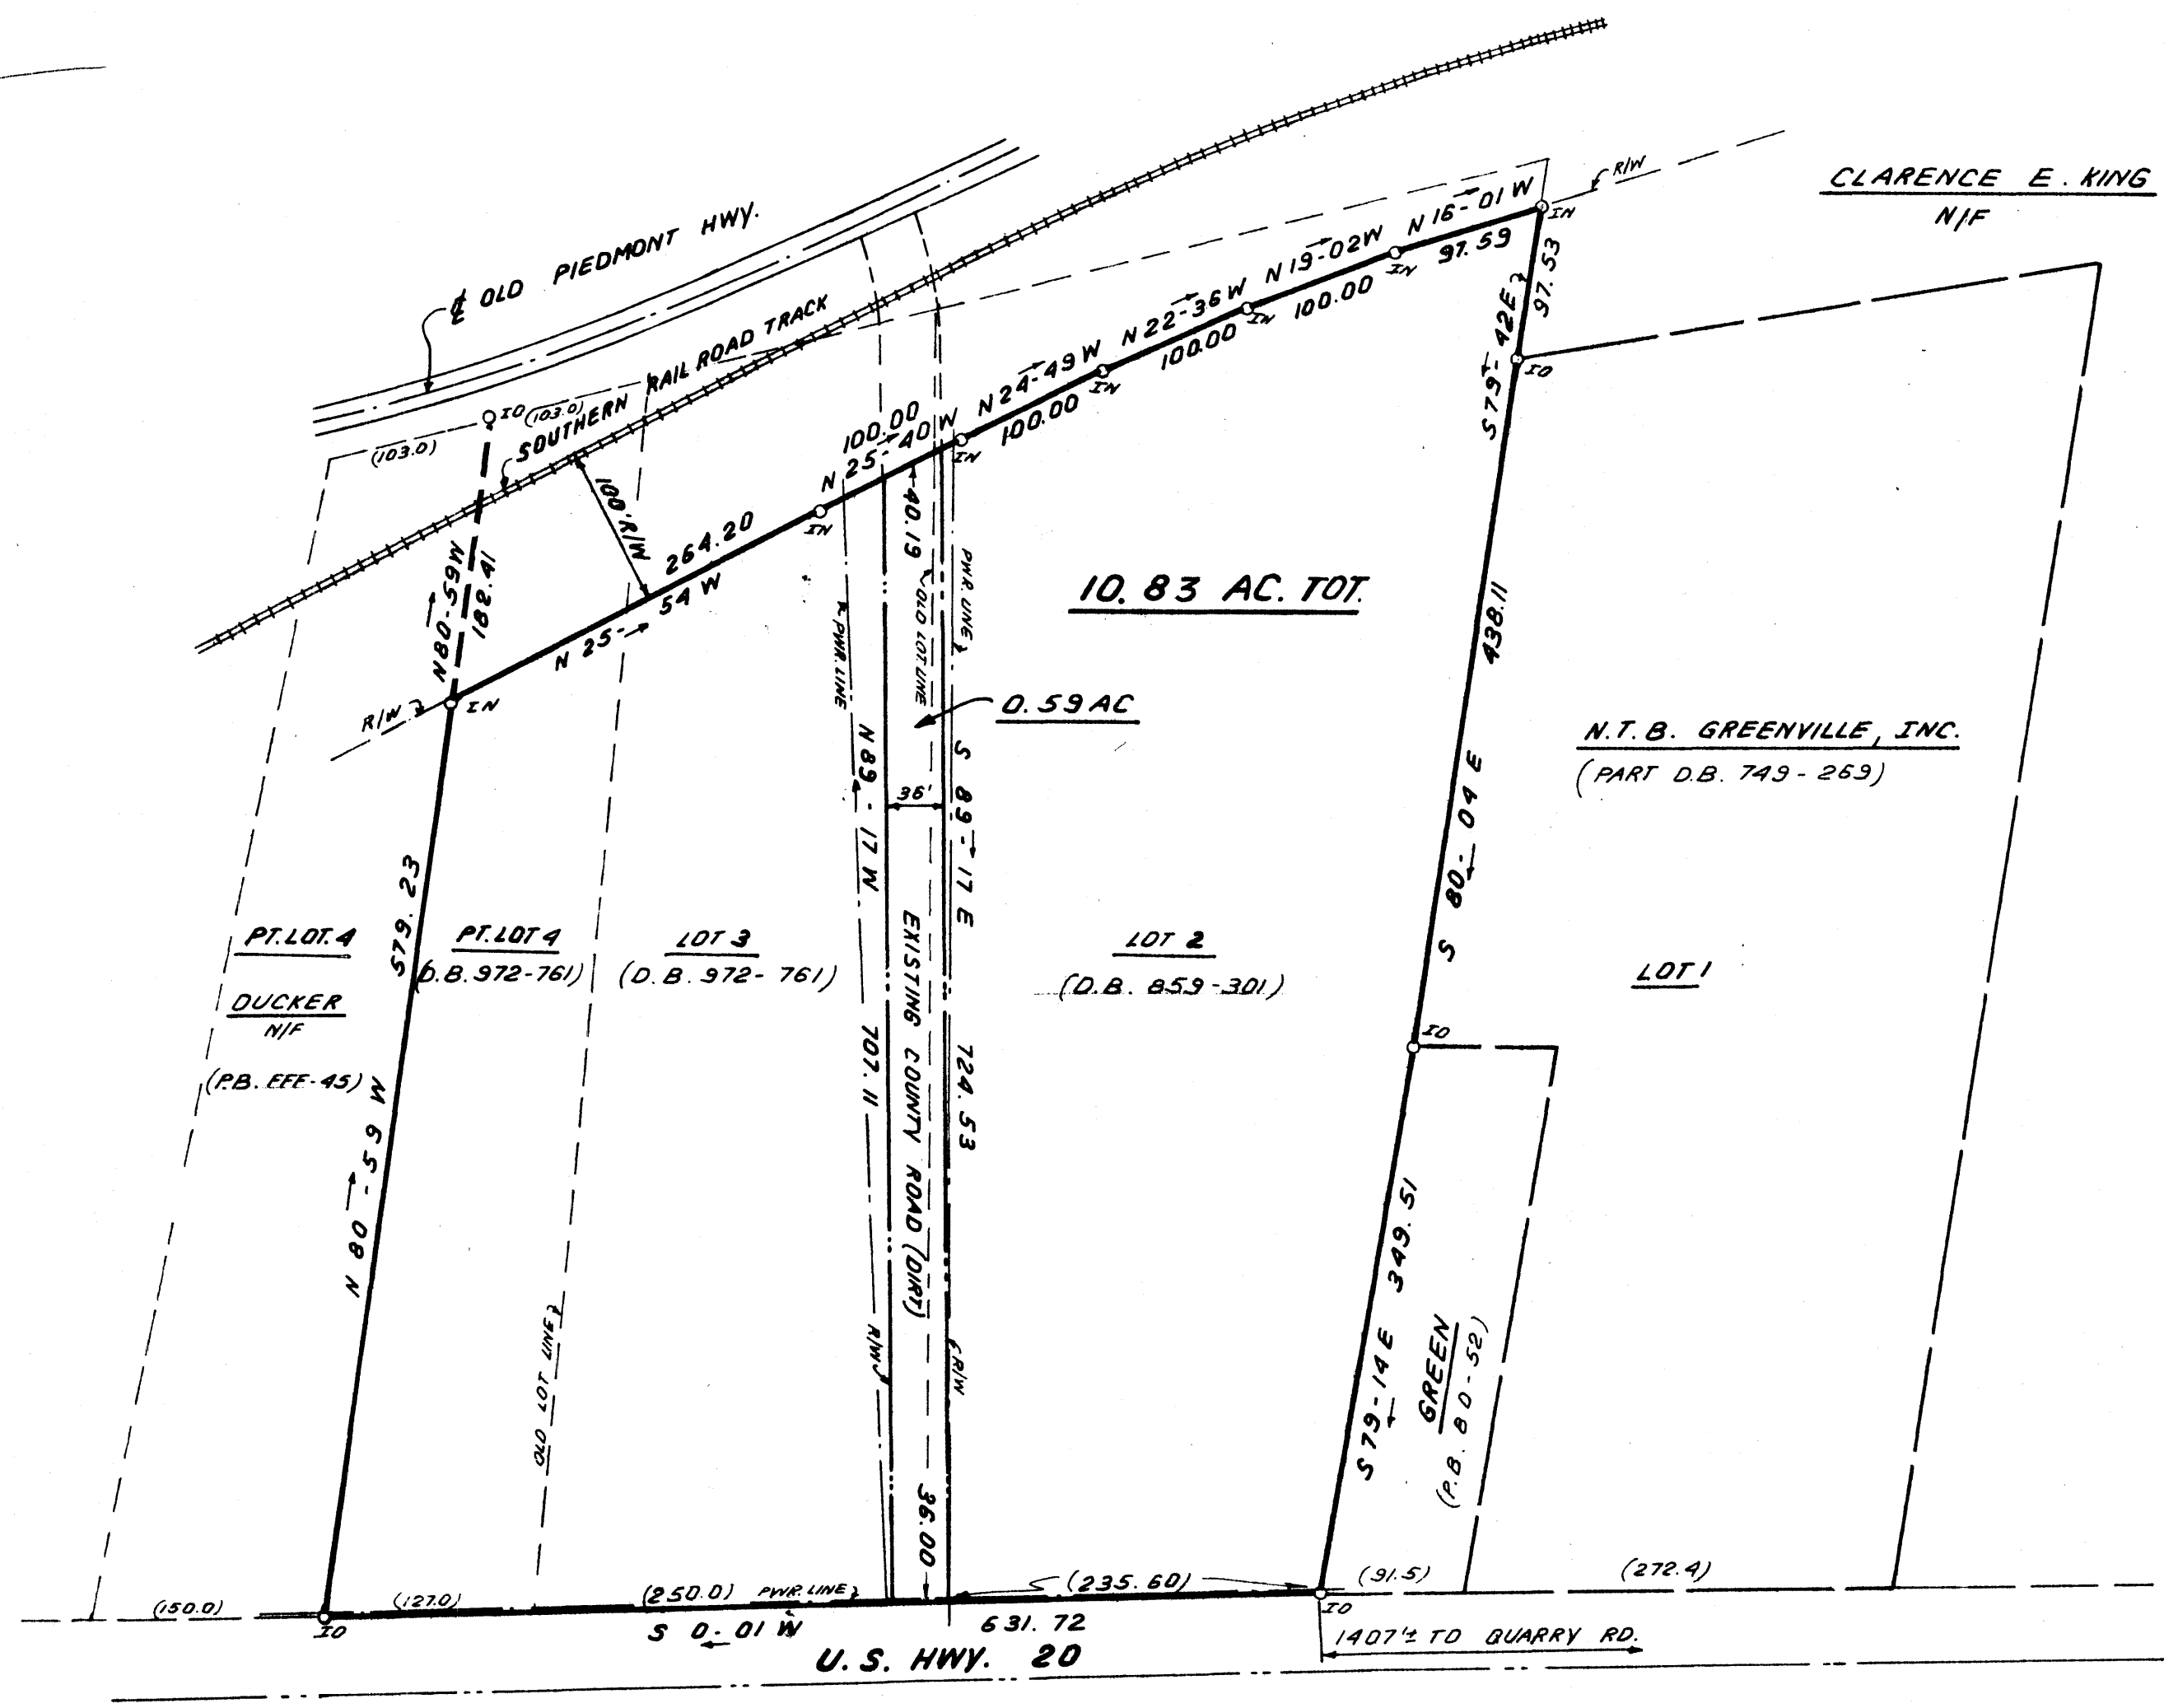 CLARENCE E. KING
N/F
R/W
℄ OLD PIEDMONT HWY.
SOUTHERN RAIL ROAD TRACK
IO
(103.0)
(103.0)
N 16-01 W
97.59
IN
N 19-02 W
100.00
IN
N 22-36 W
100.00
IN
N 24-49 W
100.00
IN
100.00
N 25-40 W
IN
264.20
N 25-54 W
IN
100' R/W
N 80-59 W
182.41
R/W
IN
S 79-42 E
97.53
IO
40.19
OLD LOT LINE
PWR. LINE
PWR. LINE
10.83 AC. TOT.
0.59 AC
N 89-17 W
707.11
36'
S 89-17 E
724.53
EXISTING COUNTY ROAD (DIRT)
438.11
S 80-04 E
N.T.B. GREENVILLE, INC.
(PART D.B. 749-269)
579.23
N 80-59 W
PT. LOT. 4
DUCKER
N/F
(P.B. EFE-45)
PT. LOT 4
(D.B. 972-761)
LOT 3
(D.B. 972-761)
LOT 2
(D.B. 859-301)
LOT 1
IO
S 79-14 E 349.51
GREEN
(P.B. 8 D-52)
OLD LOT LINE
R/W
R/W
36.00
(150.0)
IO
(127.0)
(250.0)
PWR. LINE
(235.60)
IO
(91.5)
(272.4)
S 0-01 W
631.72
U.S. HWY. 20
1407'± TO QUARRY RD.